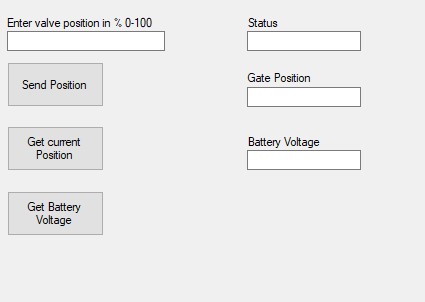 Enter valve position in % 0-100
Status
Send Position
Gate Position
Get current
Position
Battery Voltage
Get Battery
Voltage